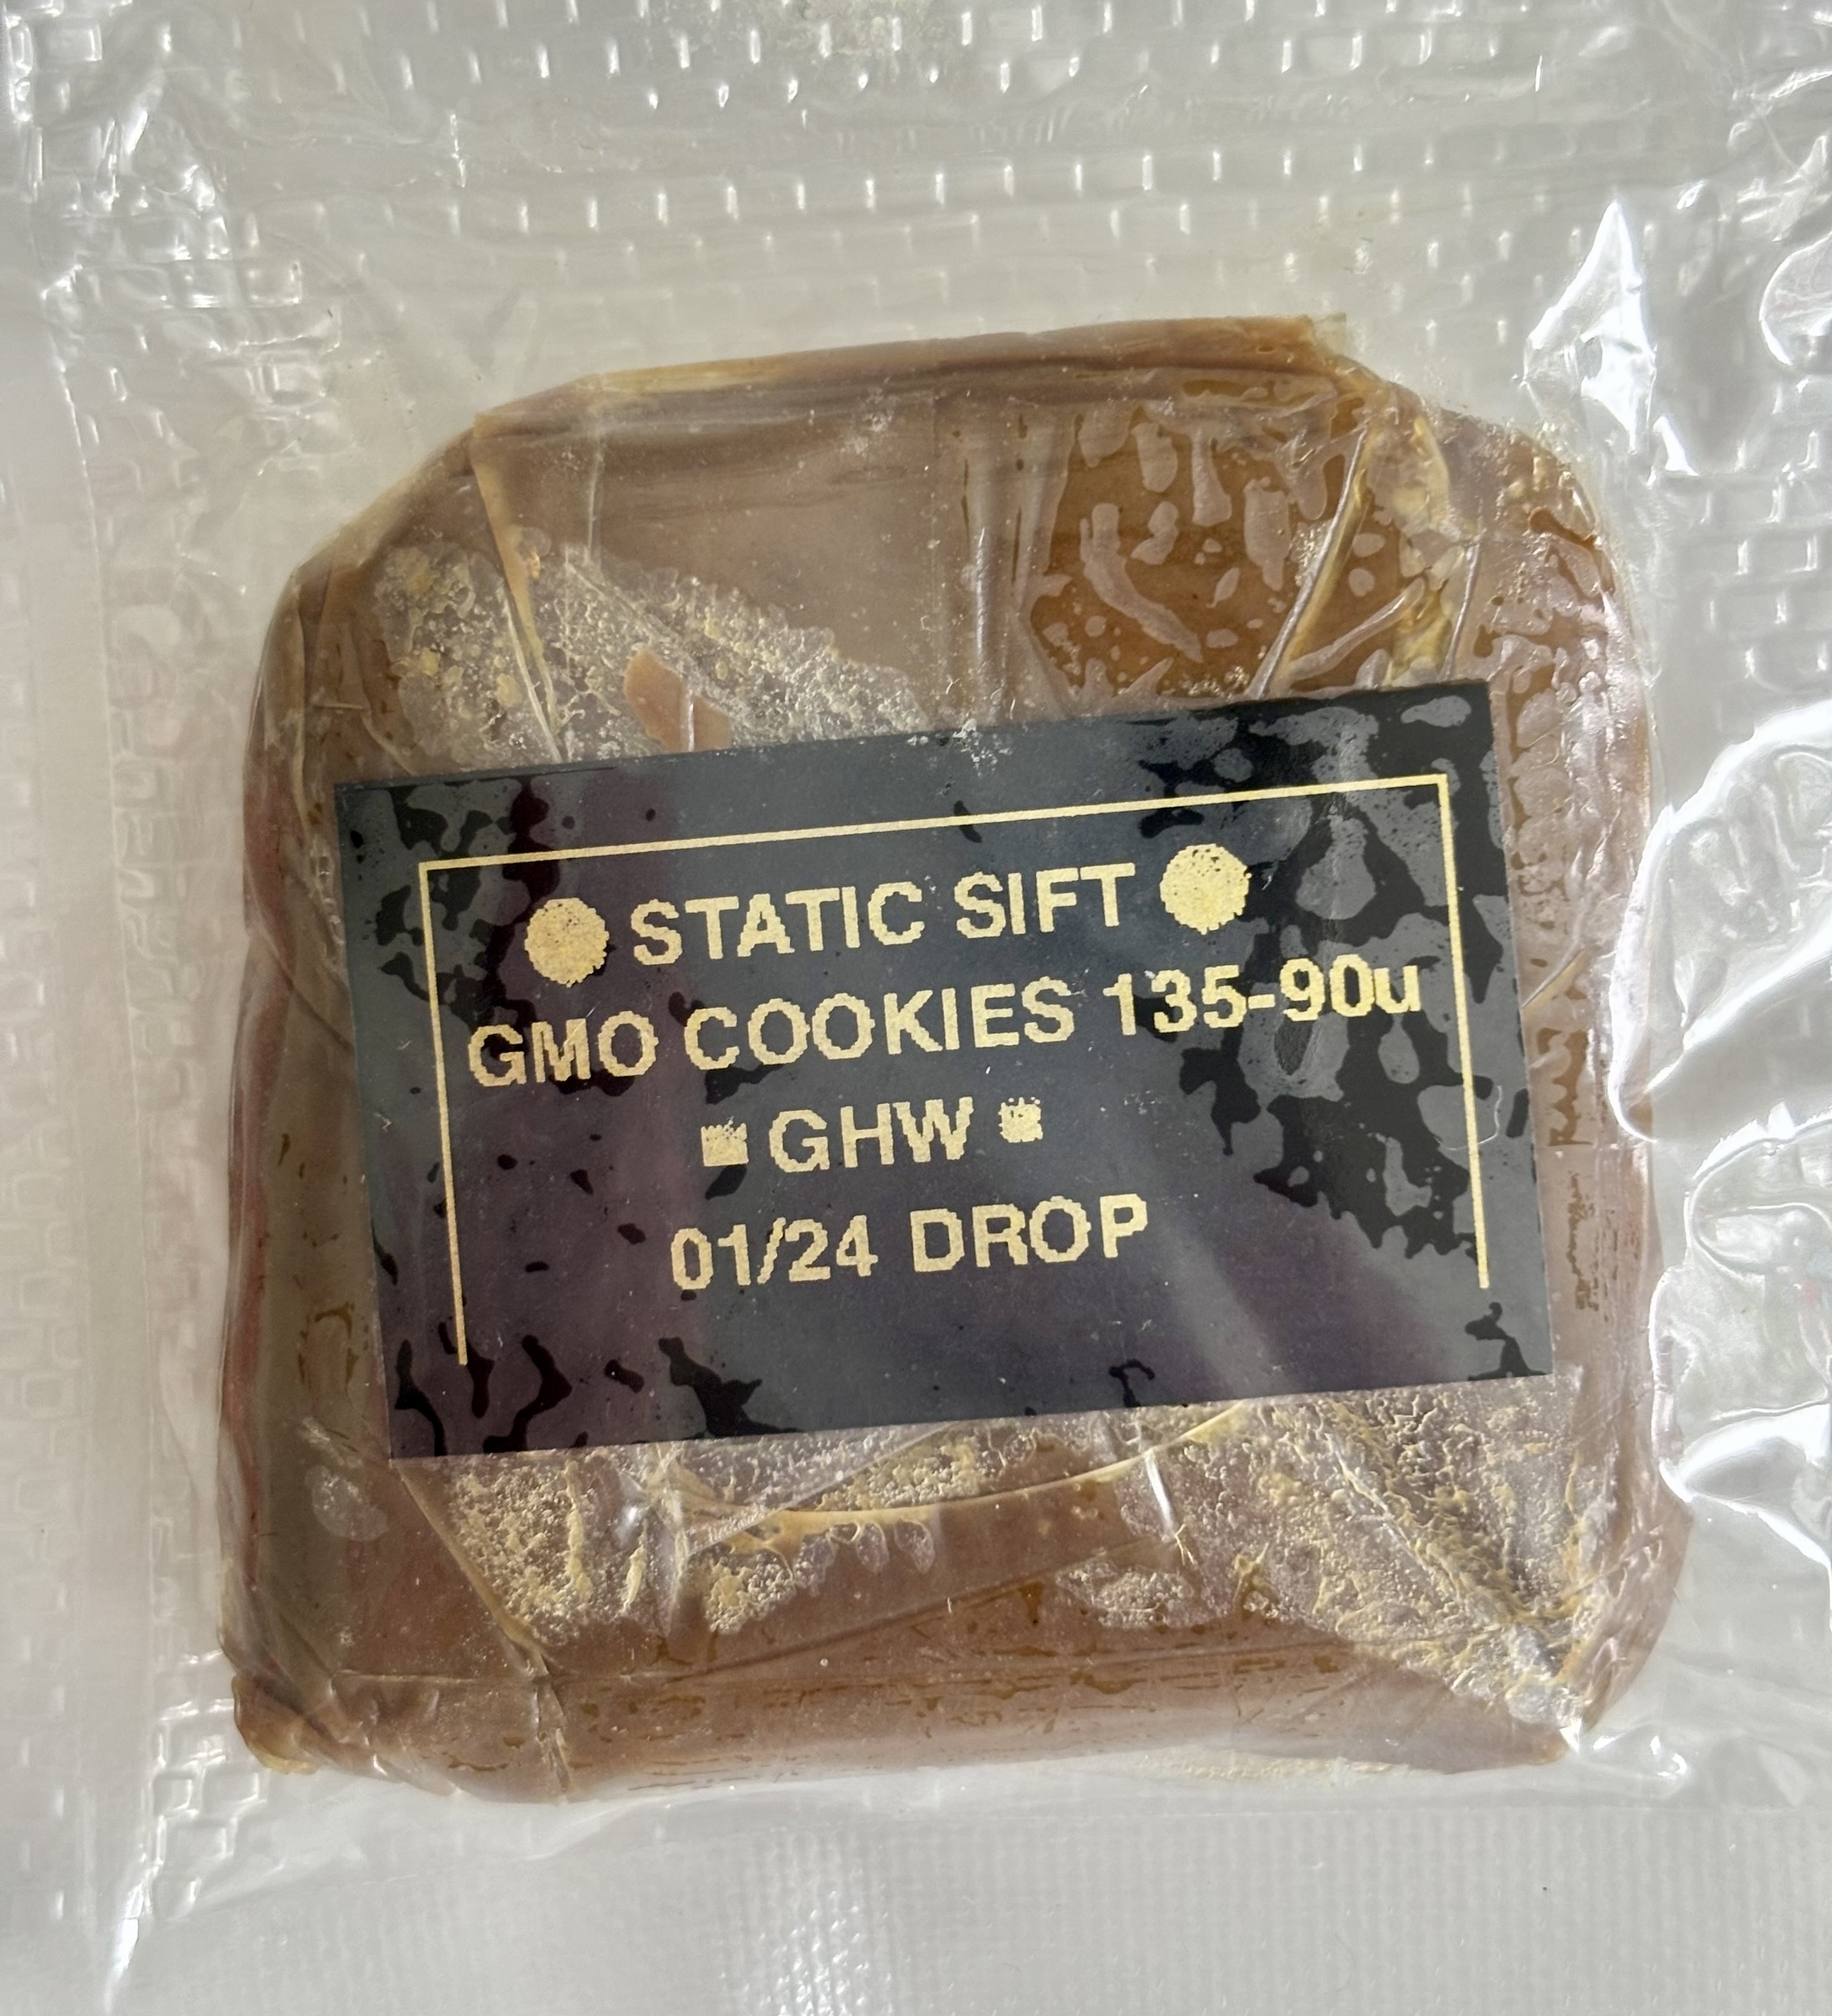 STATIC SIFT
GMO COOKIES 135-90u
GHW
01/24 DROP